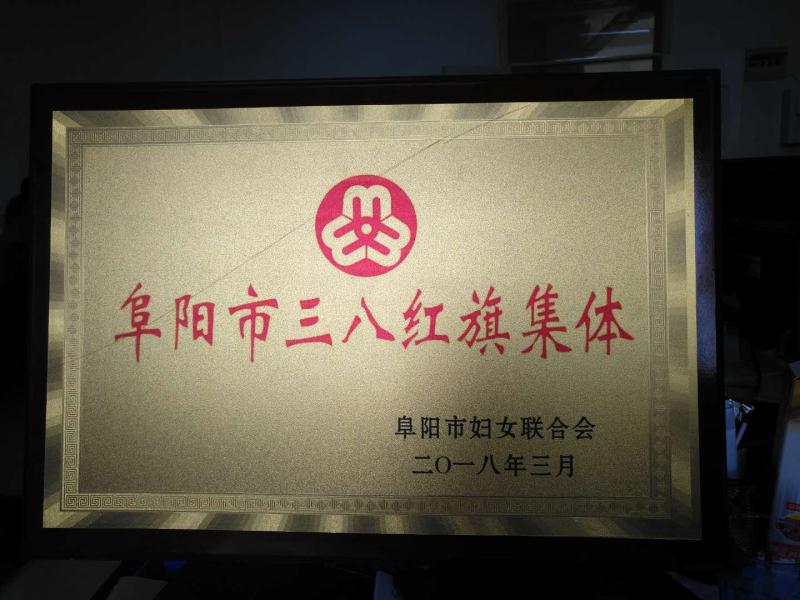 阜阳市三八红旗集体
阜阳市妇女联合会
二〇一八年三月